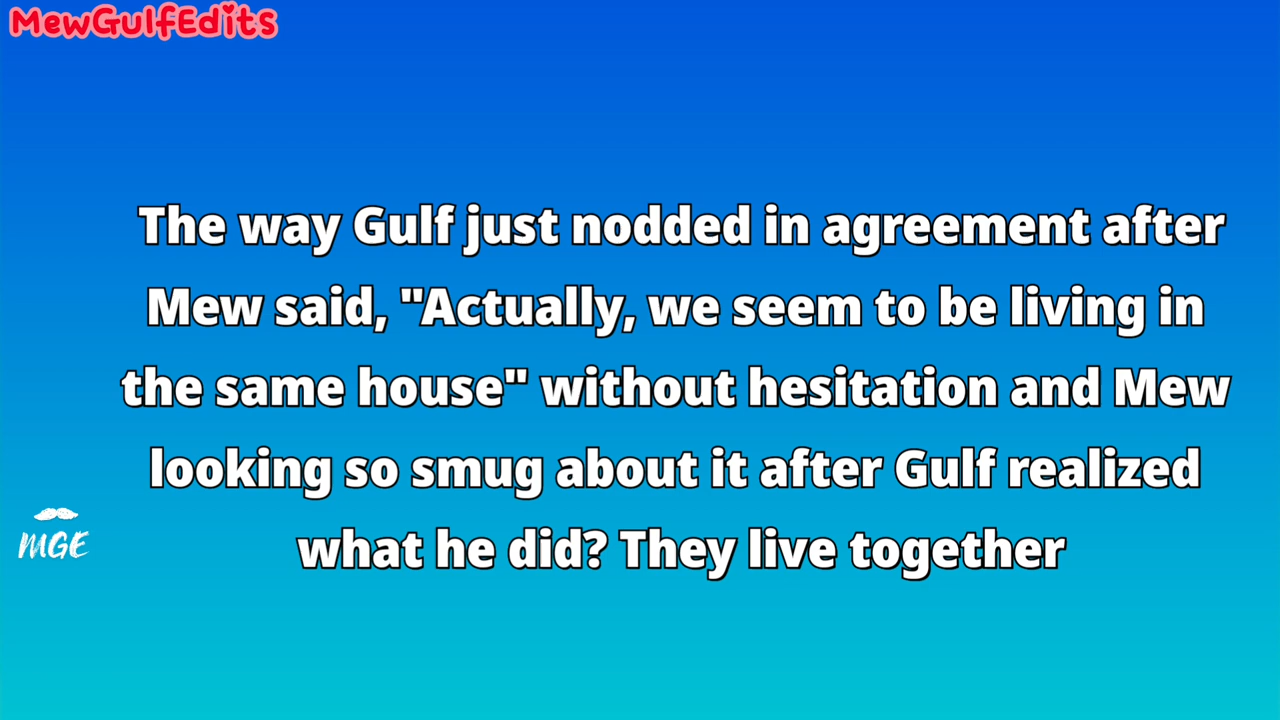 MewGulfEdits
The way Gulf just nodded in agreement after
Mew said, "Actually, we seem to be living in
the same house" without hesitation and Mew
looking so smug about it after Gulf realized
what he did? They live together
MGE